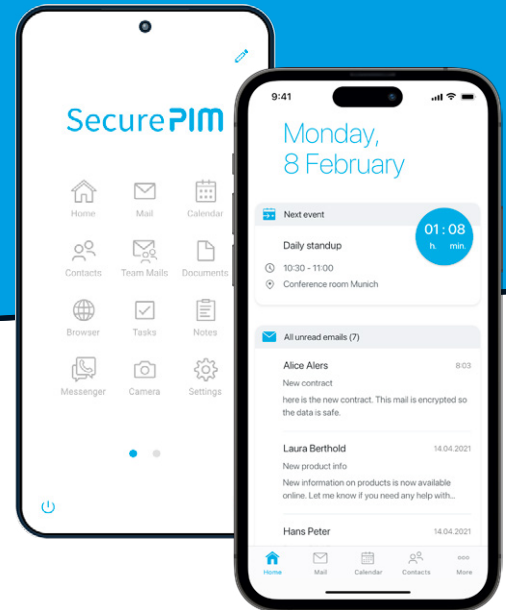 SecurePIM
Home Mail Calendar
Contacts Team Mails Documents
Browser Tasks Notes
Messenger Camera Settings
9:41
Monday,
8 February
Next event
01 : 08
h. min.
Daily standup
10:30 - 11:00
Conference room Munich
All unread emails (7)
Alice Alers 8:03
New contract
here is the new contract. This mail is encrypted so
the data is safe.
Laura Berthold 14.04.2021
New product info
New information on products is now available
online. Let me know if you need any help with...
Hans Peter 14.04.2021
Home Mail Calendar Contacts More